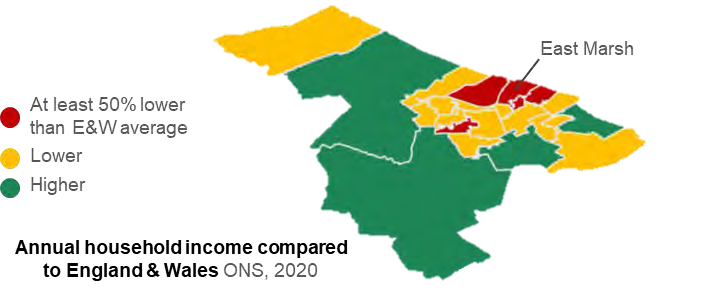 East Marsh
At least 50% lower
than E&W average
Lower
Higher
Annual household income compared
to England & Wales ONS, 2020